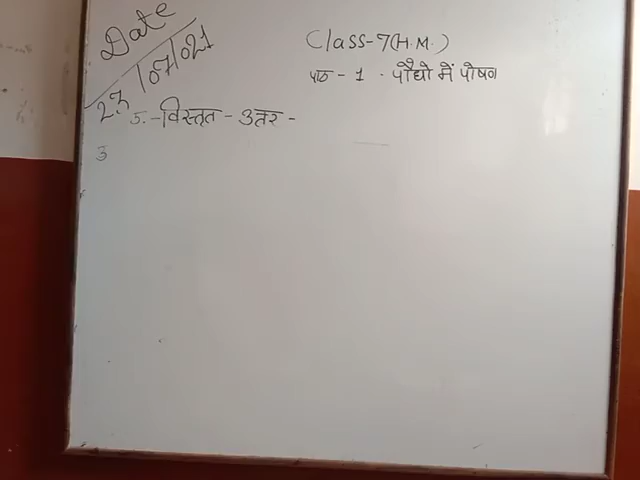 Date
23/07/021
Class-7(H.M.)
पाठ - 1 . पौधो में पोषण
5.-विस्तृत - उत्तर -
3